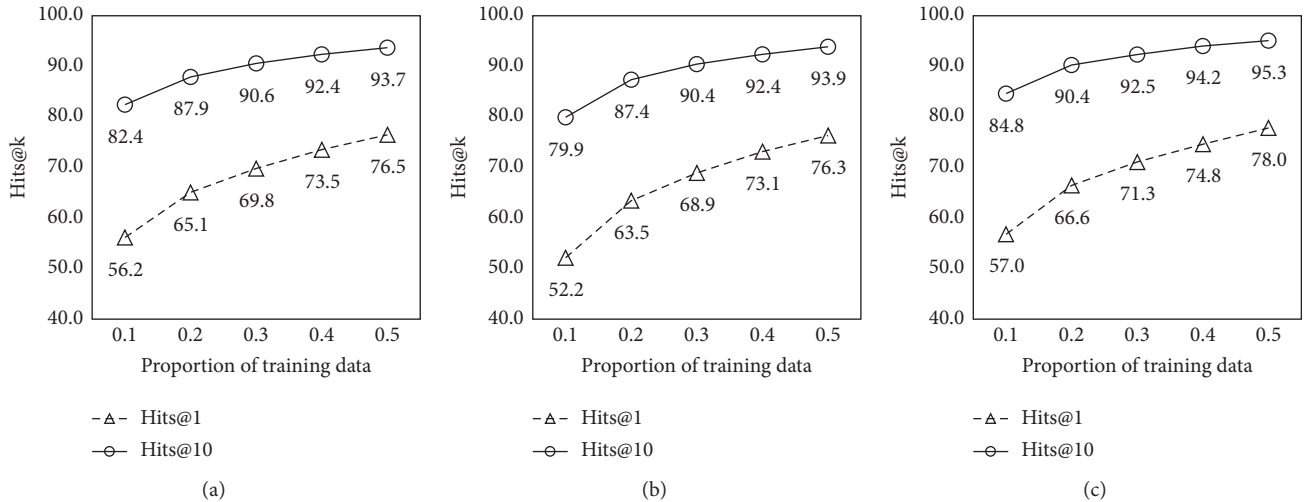 100.0
90.0
80.0
70.0
60.0
50.0
40.0
Hits@k
82.4
87.9
90.6
92.4
93.7
56.2
65.1
69.8
73.5
76.5
0.1 0.2 0.3 0.4 0.5
Proportion of training data
Hits@1
Hits@10
(a)
100.0
90.0
80.0
70.0
60.0
50.0
40.0
Hits@k
79.9
87.4
90.4
92.4
93.9
52.2
63.5
68.9
73.1
76.3
0.1 0.2 0.3 0.4 0.5
Proportion of training data
Hits@1
Hits@10
(b)
100.0
90.0
80.0
70.0
60.0
50.0
40.0
Hits@k
84.8
90.4
92.5
94.2
95.3
57.0
66.6
71.3
74.8
78.0
0.1 0.2 0.3 0.4 0.5
Proportion of training data
Hits@1
Hits@10
(c)